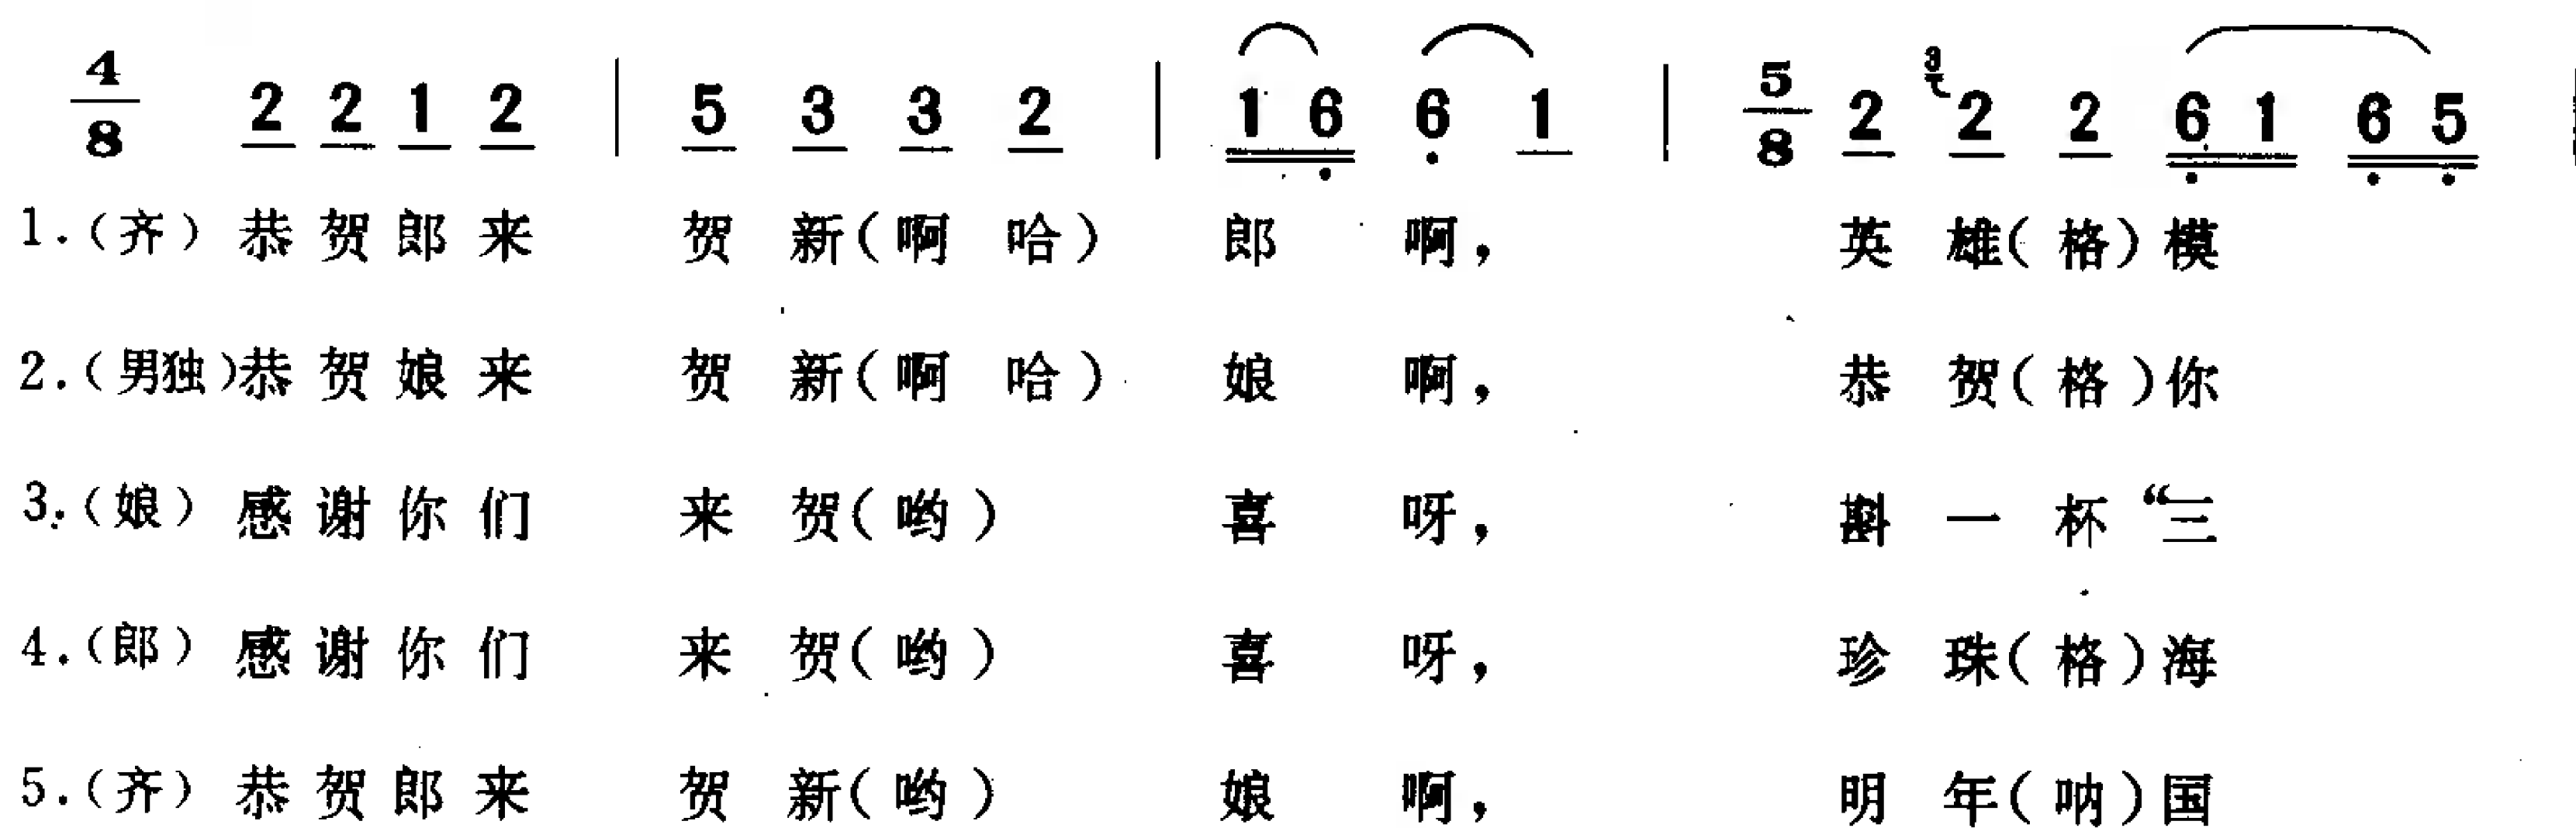 4/8 2 2 1 2 | 5 3 3 2 | 1 6 6 1 | 5/8 2 3 2 2 6 1 6 5
1.(齐) 恭贺郎来 贺新(啊哈) 郎啊, 英雄(格)模
2.(男独)恭贺娘来 贺新(啊哈) 娘啊, 恭贺(格)你
3.(娘) 感谢你们 来贺(哟) 喜呀, 斟一杯“三
4.(郎) 感谢你们 来贺(哟) 喜呀, 珍珠(格)海
5.(齐) 恭贺郎来 贺新(哟) 娘啊, 明年(呐)国